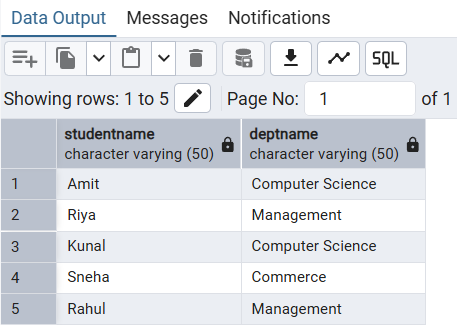 Data Output Messages Notifications
SQL
Showing rows: 1 to 5 Page No: 1 of 1
studentname deptname
character varying (50) character varying (50)
1 Amit Computer Science
2 Riya Management
3 Kunal Computer Science
4 Sneha Commerce
5 Rahul Management